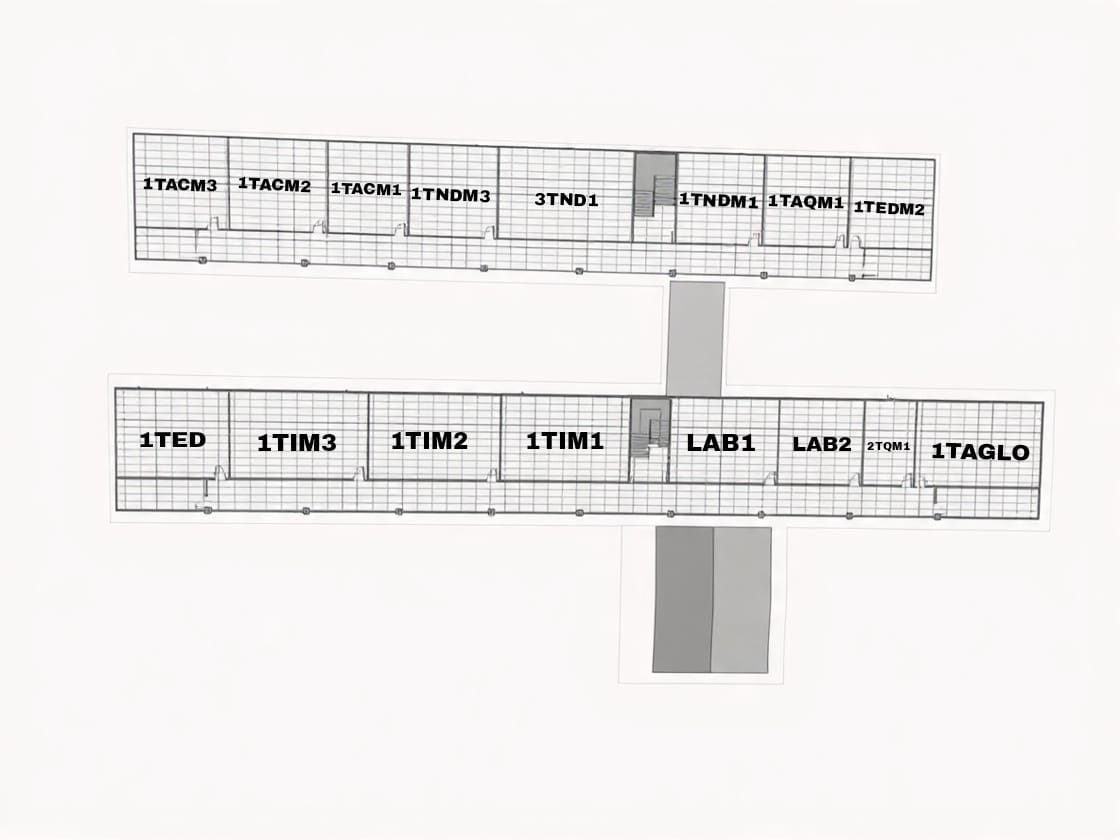 1TACM3
1TACM2
1TACM1
1TNDM3
3TND1
1TNDM1
1TAQM1
1TEDM2
1TED
1TIM3
1TIM2
1TIM1
LAB1
LAB2
2TQM1
1TAGLO